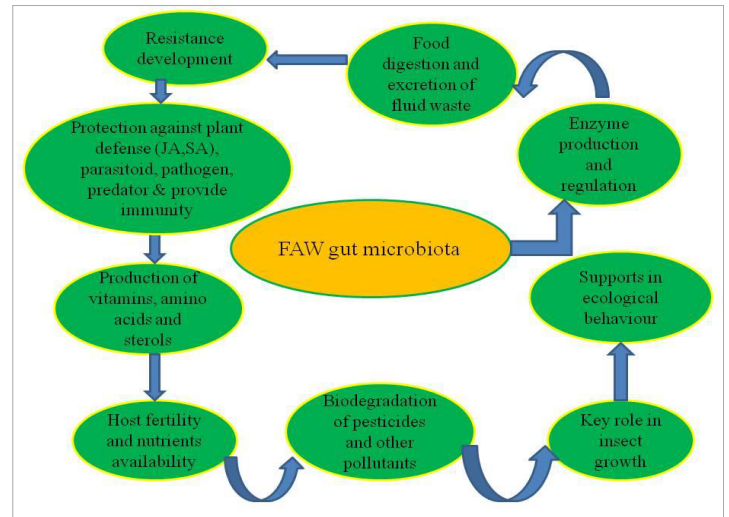 Resistance
development
Food
digestion and
excretion of
fluid waste
Enzyme
production
and
regulation
Protection against plant
defense (JA,SA),
parasitoid, pathogen,
predator & provide
immunity
FAW gut microbiota
Production of
vitamins, amino
acids and
sterols
Supports in
ecological
behaviour
Host fertility
and nutrients
availability
Biodegradation
of pesticides
and other
pollutants
Key role in
insect
growth